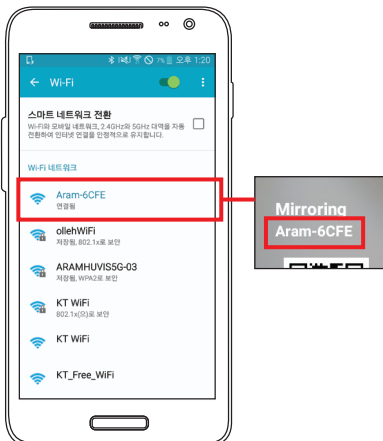 7% 오후 1:20
Wi-Fi
스마트 네트워크 전환
Wi-Fi와 모바일 네트워크, 2.4GHz와 5GHz 대역을 자동
전환하여 인터넷 연결을 안정적으로 유지합니다.
Wi-Fi 네트워크
Aram-6CFE
연결됨
ollehWiFi
저장됨, 802.1x로 보안
ARAMHUVIS5G-03
저장됨, WPA2로 보안
KT WiFi
802.1x(으)로 보안
KT WiFi
KT_Free_WiFi
Mirroring
Aram-6CFE